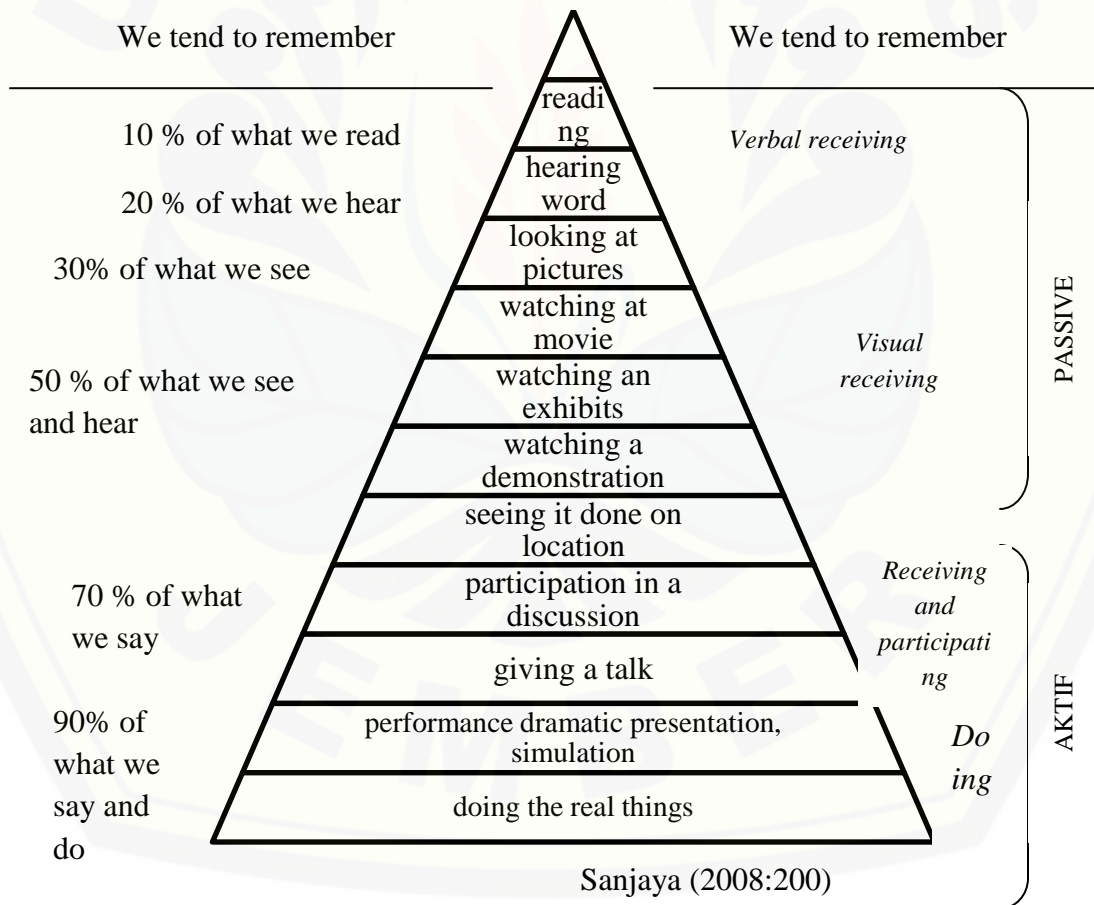 We tend to remember
We tend to remember
10 % of what we read
20 % of what we hear
30% of what we see
50 % of what we see
and hear
70 % of what
we say
90% of
what we
say and
do
readi
ng
hearing
word
looking at
pictures
watching at
movie
watching an
exhibits
watching a
demonstration
seeing it done on
location
participation in a
discussion
giving a talk
performance dramatic presentation,
simulation
doing the real things
Verbal receiving
Visual
receiving
Receiving
and
participati
ng
Do
ing
PASSIVE
AKTIF
Sanjaya (2008:200)
JEMBER